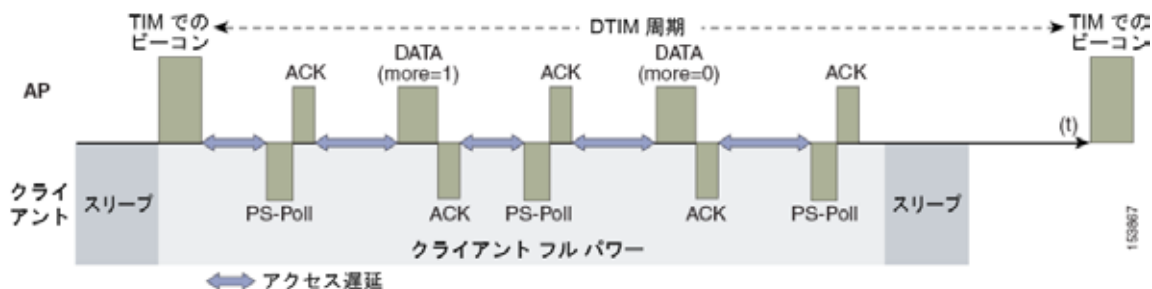 TIM での
ビーコン
DTIM 周期
TIM での
ビーコン
DATA
(more=1)
DATA
(more=0)
ACK
ACK
ACK
AP
(t)
クライ
アント
スリープ
スリープ
PS-Poll
ACK
PS-Poll
ACK
PS-Poll
クライアント フル パワー
アクセス遅延
153867